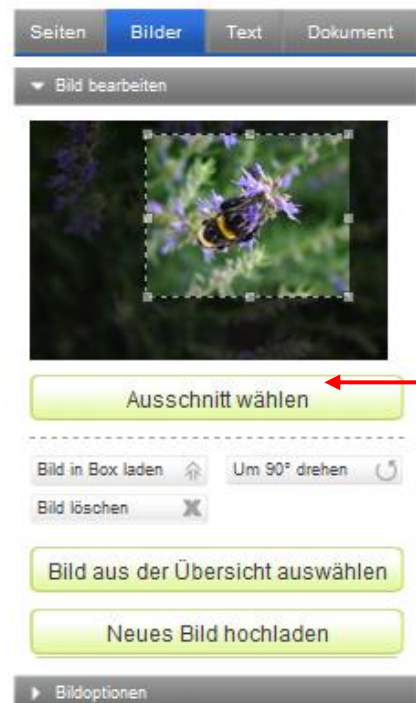 Seiten Bilder Text Dokument
Bild bearbeiten
Ausschnitt wählen
Bild in Box laden Um 90° drehen
Bild löschen
Bild aus der Übersicht auswählen
Neues Bild hochladen
Bildoptionen